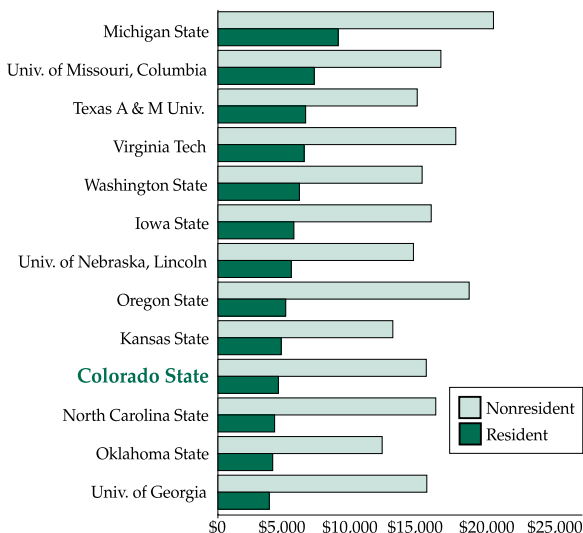 Michigan State
Univ. of Missouri, Columbia
Texas A & M Univ.
Virginia Tech
Washington State
Iowa State
Univ. of Nebraska, Lincoln
Oregon State
Kansas State
Colorado State
North Carolina State
Oklahoma State
Univ. of Georgia
Nonresident
Resident
$0 $5.000 $10.000 $15.000 $20.000 $25.000